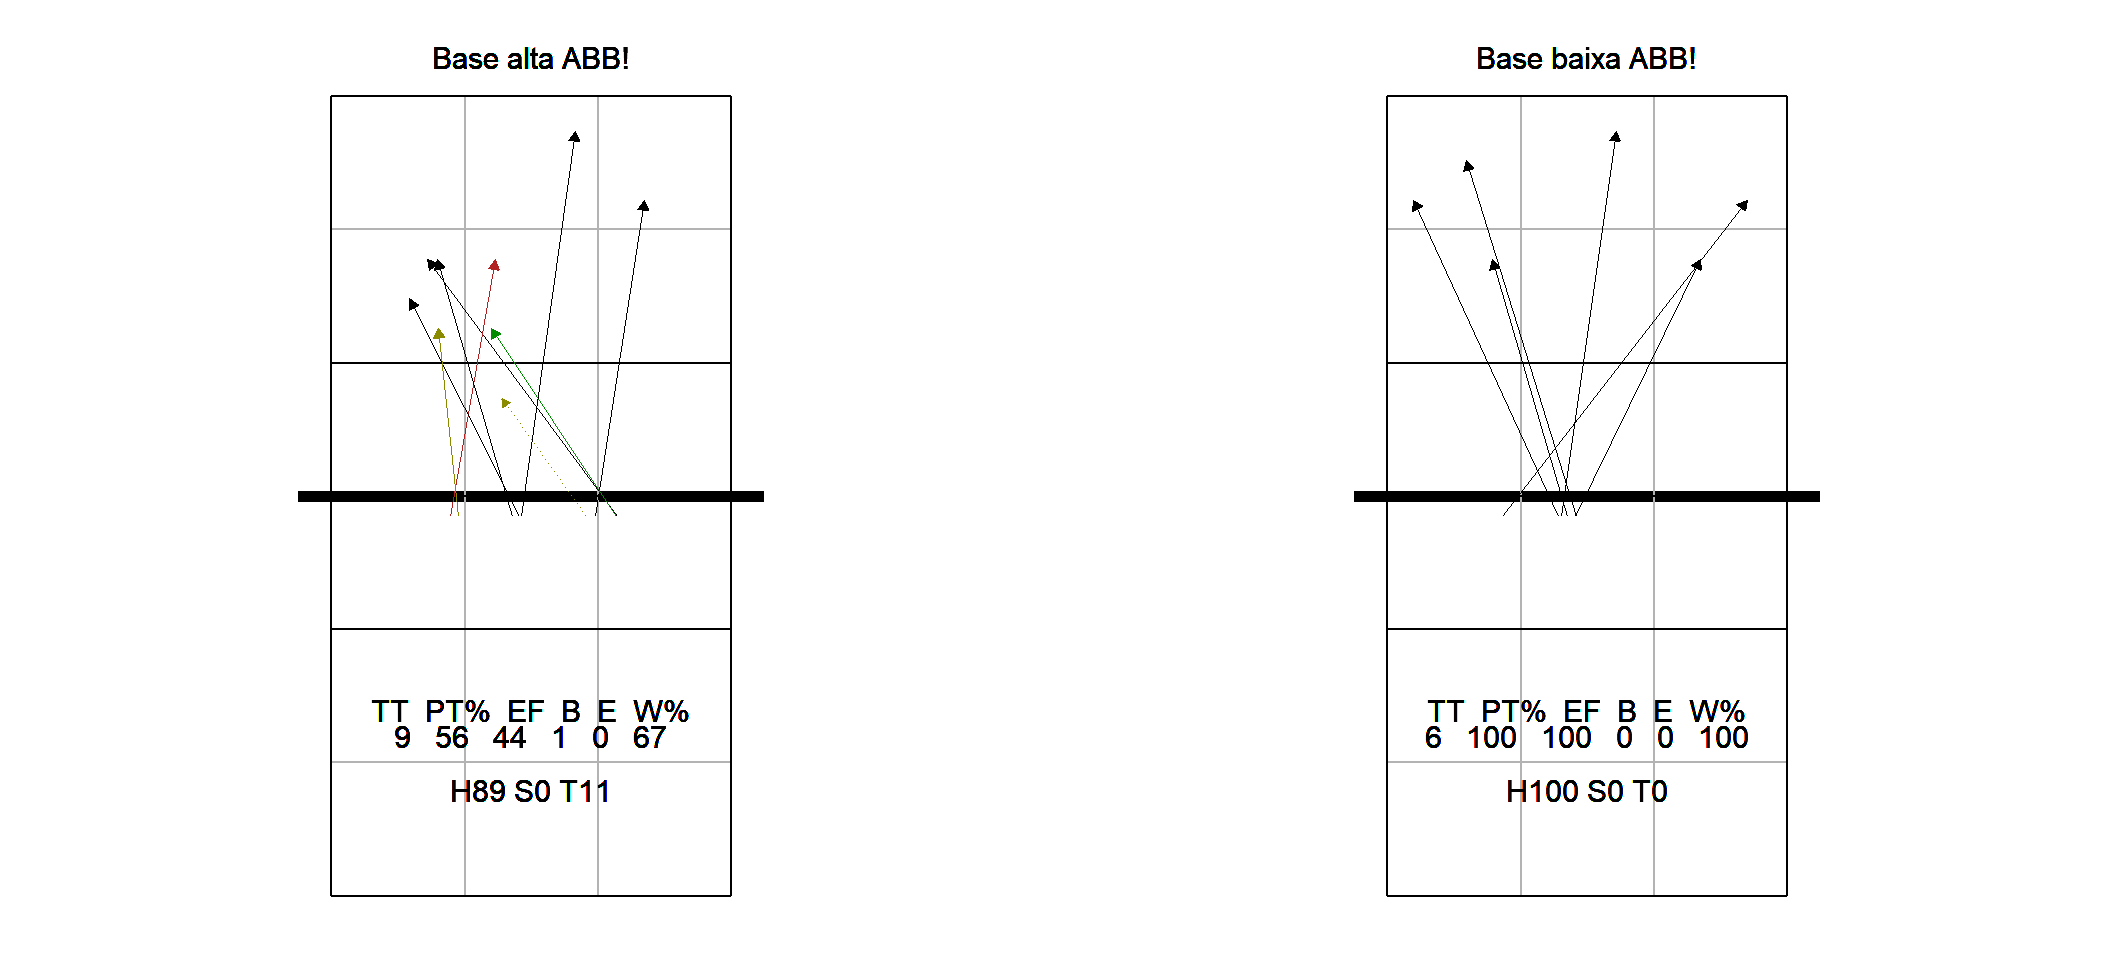 Base alta ABB!
TT PT% EF B E W%
9 56 44 1 0 67
H89 S0 T11
Base baixa ABB!
TT PT% EF B E W%
6 100 100 0 0 100
H100 S0 T0